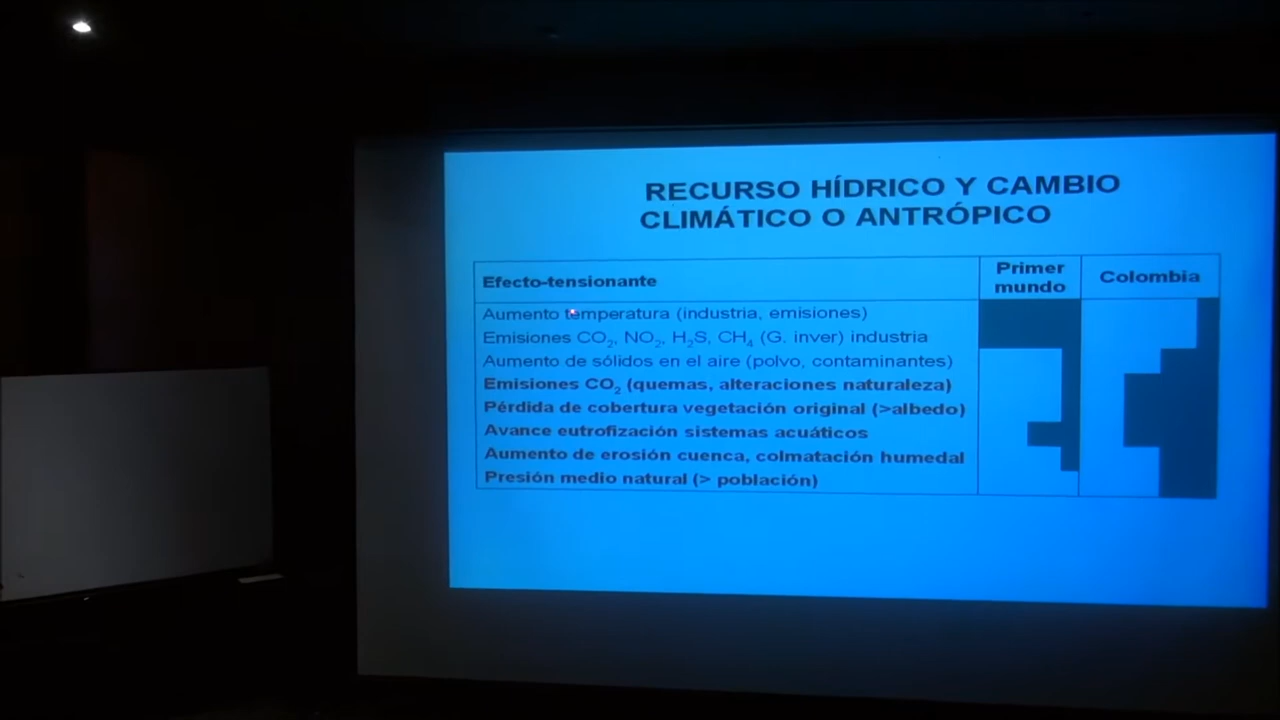 RECURSO HÍDRICO Y CAMBIO
CLIMÁTICO O ANTRÓPICO
Efecto-tensionante
Primer
mundo
Colombia
Aumento temperatura (industria, emisiones)
Emisiones CO₂, NO₂, H₂S, CH₄ (G. inver) industria
Aumento de sólidos en el aire (polvo, contaminantes)
Emisiones CO₂ (quemas, alteraciones naturaleza)
Pérdida de cobertura vegetación original (>albedo)
Avance eutrofización sistemas acuáticos
Aumento de erosión cuenca, colmatación humedal
Presión medio natural (> población)